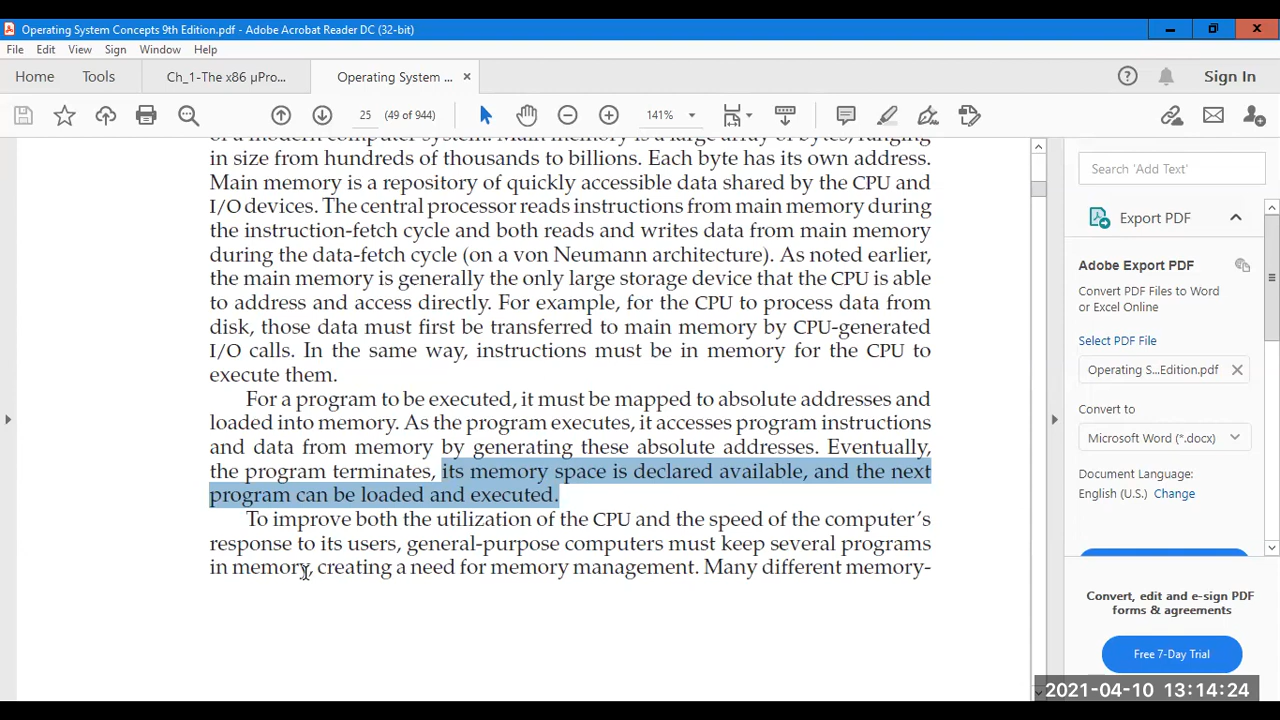 Operating System Concepts 9th Edition.pdf - Adobe Acrobat Reader DC (32-bit)
File Edit View Sign Window Help
Home Tools Ch_1-The x86 µPro... Operating System ... × Sign In
25 (49 of 944) 141%
of a modern computer system. Main memory is a large array of bytes, ranging
in size from hundreds of thousands to billions. Each byte has its own address.
Main memory is a repository of quickly accessible data shared by the CPU and
I/O devices. The central processor reads instructions from main memory during
the instruction-fetch cycle and both reads and writes data from main memory
during the data-fetch cycle (on a von Neumann architecture). As noted earlier,
the main memory is generally the only large storage device that the CPU is able
to address and access directly. For example, for the CPU to process data from
disk, those data must first be transferred to main memory by CPU-generated
I/O calls. In the same way, instructions must be in memory for the CPU to
execute them.
For a program to be executed, it must be mapped to absolute addresses and
loaded into memory. As the program executes, it accesses program instructions
and data from memory by generating these absolute addresses. Eventually,
the program terminates, its memory space is declared available, and the next
program can be loaded and executed.
To improve both the utilization of the CPU and the speed of the computer's
response to its users, general-purpose computers must keep several programs
in memory, creating a need for memory management. Many different memory-
Search 'Add Text'
Export PDF
Adobe Export PDF
Convert PDF Files to Word
or Excel Online
Select PDF File
Operating S...Edition.pdf
Convert to
Microsoft Word (*.docx)
Document Language:
English (U.S.) Change
Convert, edit and e-sign PDF
forms & agreements
Free 7-Day Trial
2021-04-10 13:14:24